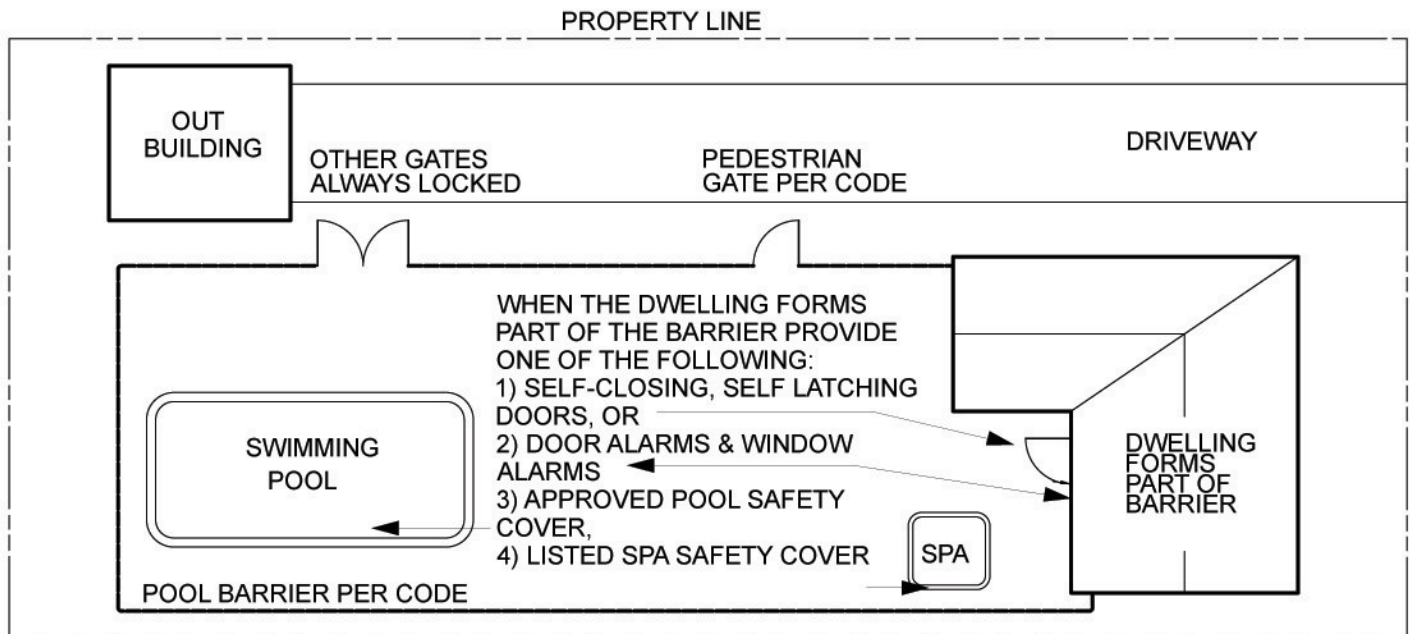 PROPERTY LINE
OUT
BUILDING
OTHER GATES
ALWAYS LOCKED
PEDESTRIAN
GATE PER CODE
DRIVEWAY
WHEN THE DWELLING FORMS
PART OF THE BARRIER PROVIDE
ONE OF THE FOLLOWING:
1) SELF-CLOSING, SELF LATCHING
DOORS, OR
2) DOOR ALARMS & WINDOW
ALARMS
3) APPROVED POOL SAFETY
COVER,
4) LISTED SPA SAFETY COVER
SWIMMING
POOL
SPA
DWELLING
FORMS
PART OF
BARRIER
POOL BARRIER PER CODE